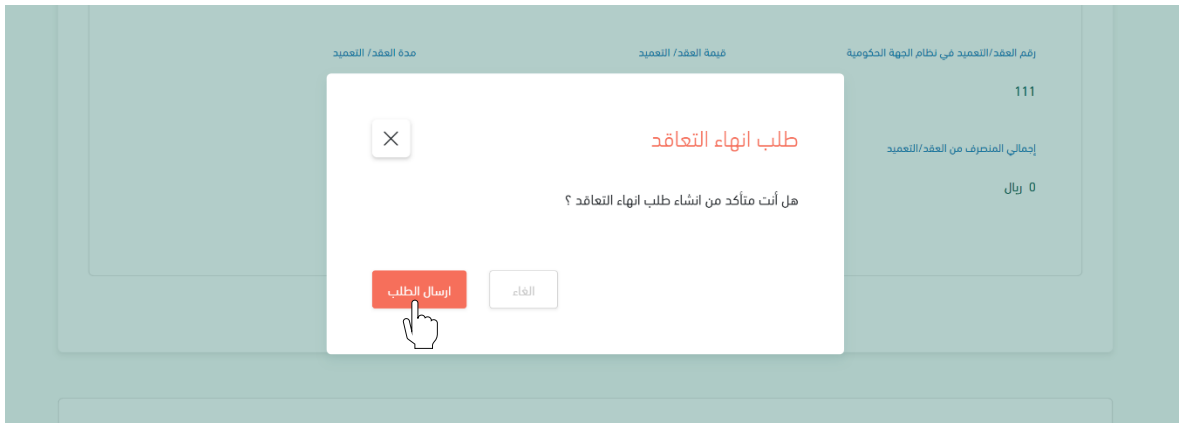 رقم العقد/التعميد في نظام الجهة الحكومية
قيمة العقد/ التعميد
مدة العقد/ التعميد
111
طلب انهاء التعاقد
إجمالي المنصرف من العقد/التعميد
0 ريال
هل أنت متأكد من انشاء طلب انهاء التعاقد ؟
الغاء
ارسال الطلب